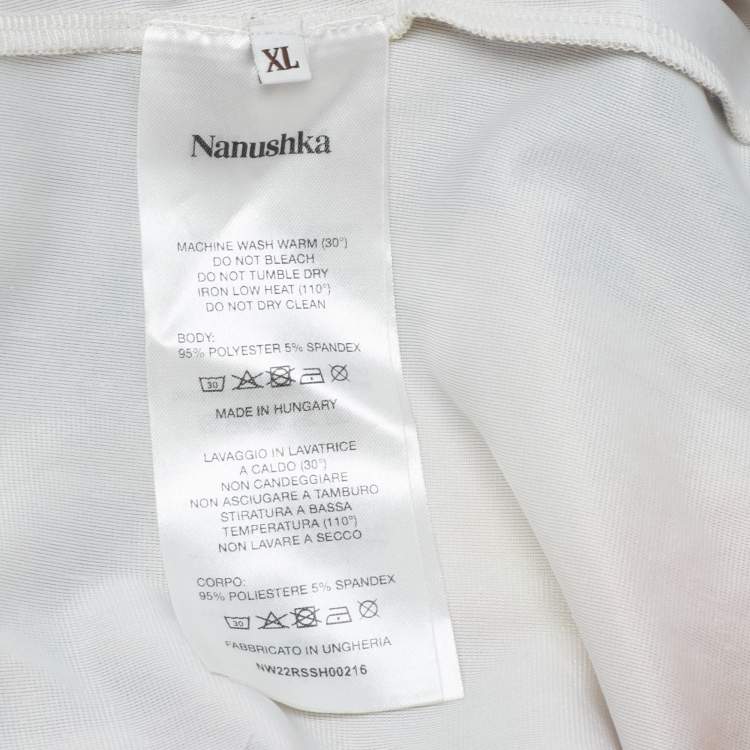 XL
Nanushka
MACHINE WASH WARM (30°)
DO NOT BLEACH
DO NOT TUMBLE DRY
IRON LOW HEAT (110°)
DO NOT DRY CLEAN
BODY:
95% POLYESTER 5% SPANDEX
30
MADE IN HUNGARY
LAVAGGIO IN LAVATRICE
A CALDO (30°)
NON CANDEGGIARE
NON ASCIUGARE A TAMBURO
STIRATURA A BASSA
TEMPERATURA (110°)
NON LAVARE A SECCO
CORPO:
95% POLIESTERE 5% SPANDEX
30
FABBRICATO IN UNGHERIA
NW22RSSH00216